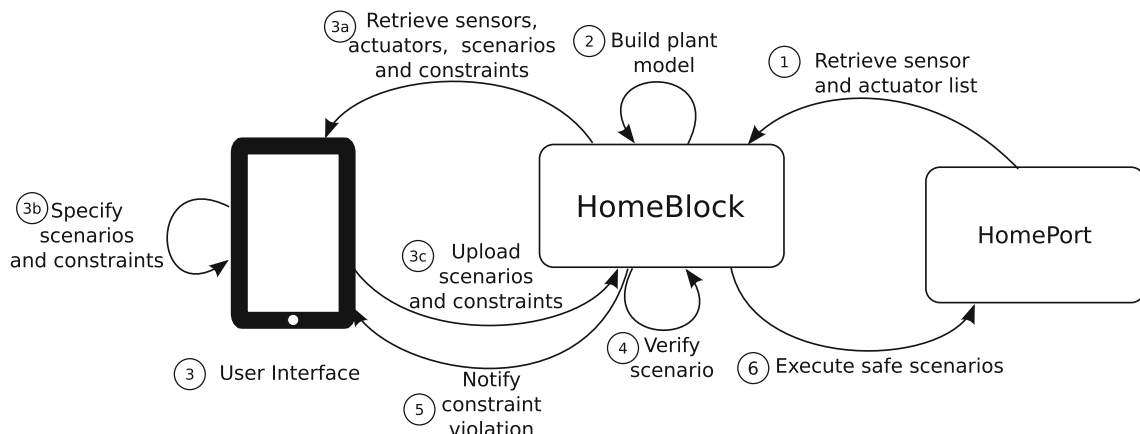 3a Retrieve sensors,
actuators, scenarios
and constraints
2 Build plant
model
1 Retrieve sensor
and actuator list
3b Specify
scenarios
and constraints
HomeBlock
HomePort
3c Upload
scenarios
and constraints
3 User Interface
4 Verify
scenario
6 Execute safe scenarios
Notify
5 constraint
violation